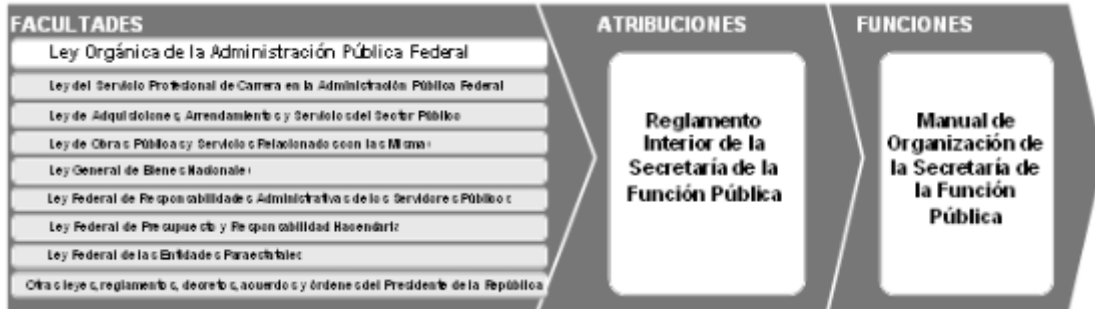 FACULTADES
Ley Orgánica de la Administración Pública Federal
Ley del Servicio Profesional de Carrera en la Administración Pública Federal
Ley de Adquisiciones, Arrendamientos y Servicios del Sector Público
Ley de Obras Públicas y Servicios Relacionados con las Mismas
Ley General de Bienes Nacionales
Ley Federal de Responsabilidades Administrativas de los Servidores Públicos
Ley Federal de Presupuesto y Responsabilidad Hacendaria
Ley Federal de las Entidades Paraestatales
Otras leyes, reglamentos, decretos, acuerdos y órdenes del Presidente de la República
ATRIBUCIONES
Reglamento
Interior de la
Secretaría de la
Función Pública
FUNCIONES
Manual de
Organización de
la Secretaría de
la Función
Pública